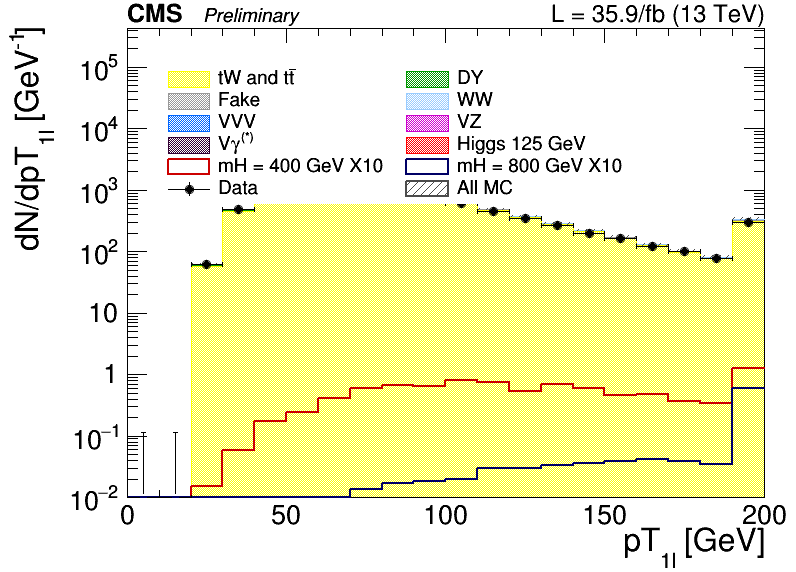 CMS Preliminary L = 35.9/fb (13 TeV)
dN/dpT_1l [GeV^-1]
10^5
10^4
10^3
10^2
10
1
10^−1
10^−2
tW and tt̄ DY
Fake WW
VVV VZ
Vγ^(*) Higgs 125 GeV
mH = 400 GeV X10 mH = 800 GeV X10
Data All MC
0 50 100 150 200
pT_1l [GeV]